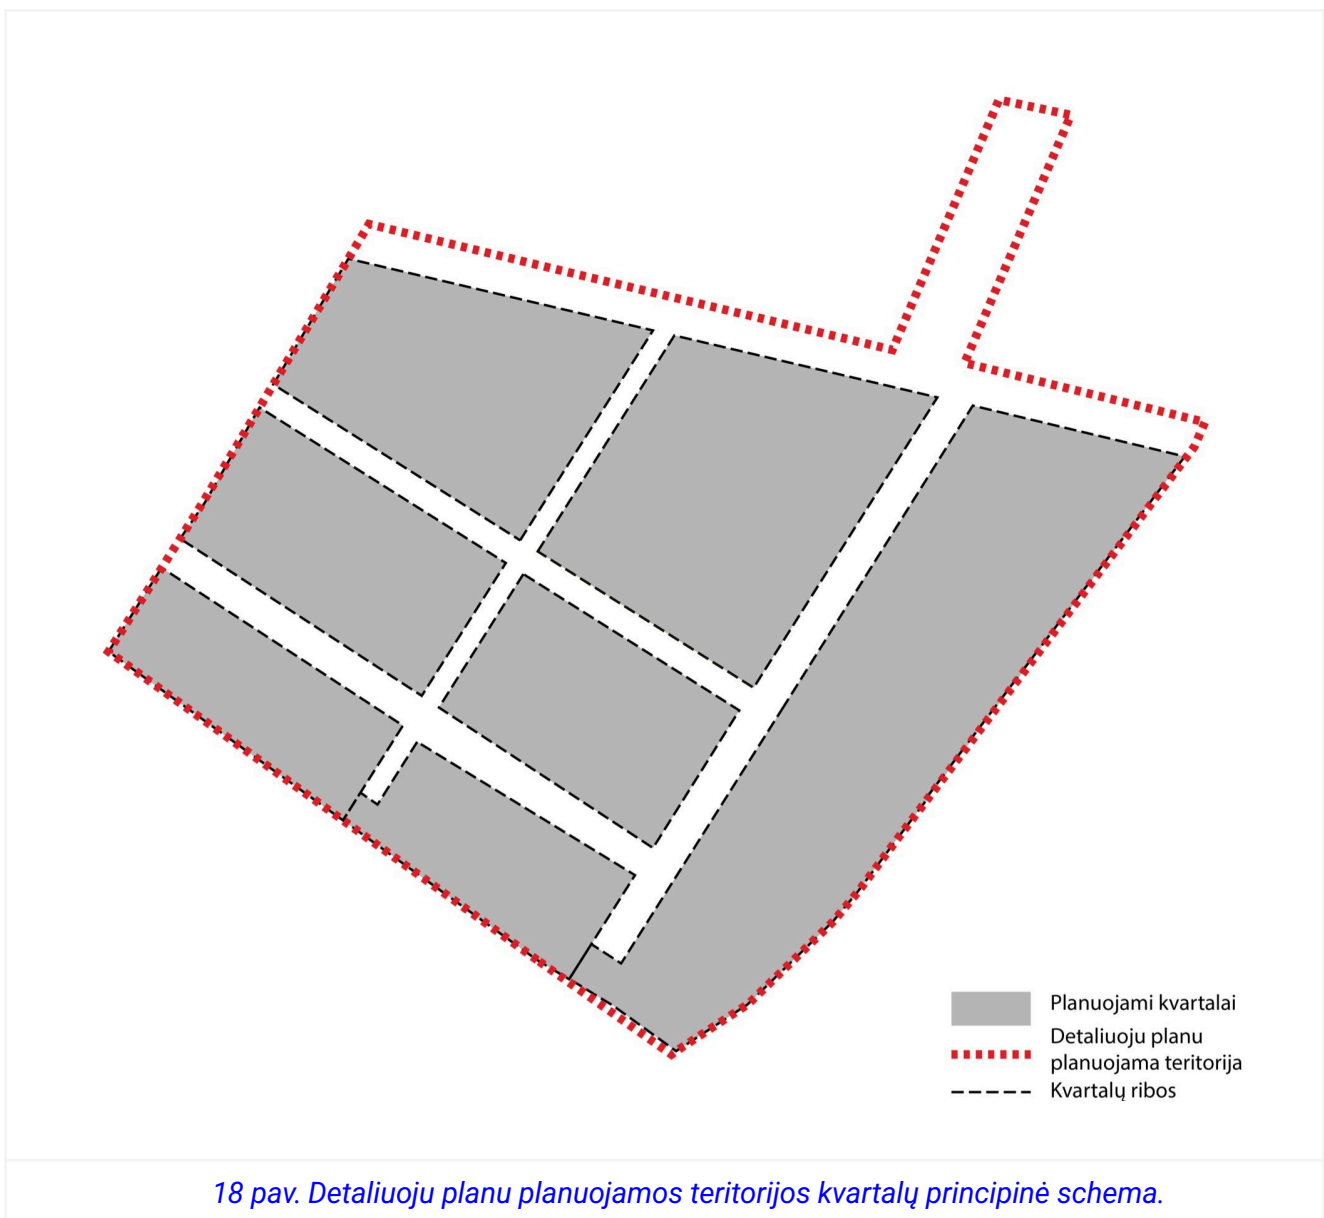 Planuojami kvartalai
Detaliuoju planu
planuojama teritorija
Kvartalų ribos
18 pav. Detaliuoju planu planuojamos teritorijos kvartalų principinė schema.